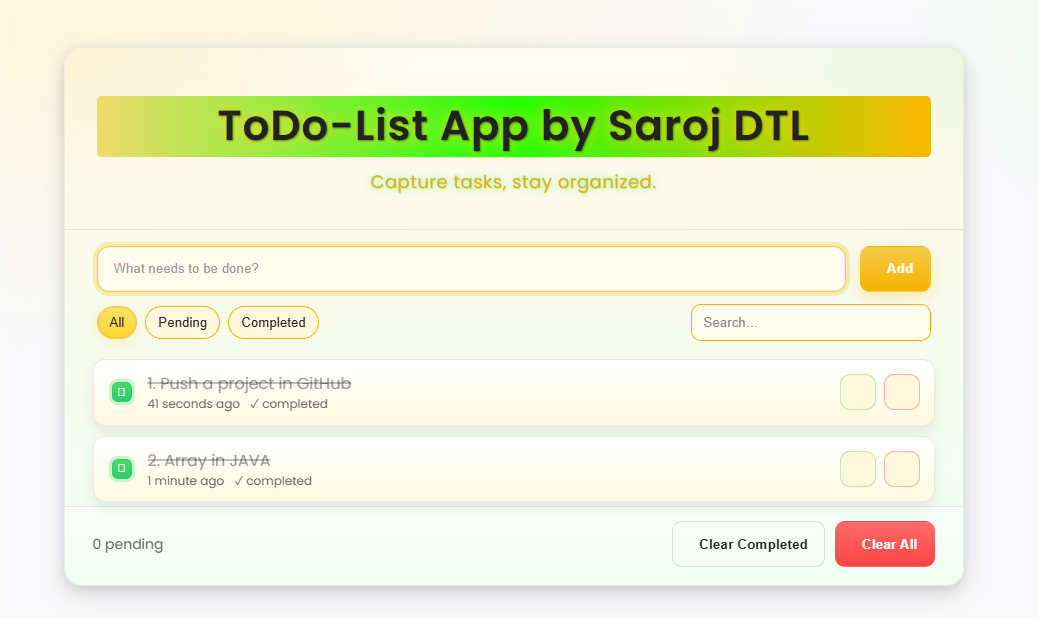 ToDo-List App by Saroj DTL
Capture tasks, stay organized.
What needs to be done?
Add
All
Pending
Completed
Search...
1. Push a project in GitHub
41 seconds ago ✓ completed
2. Array in JAVA
1 minute ago ✓ completed
0 pending
Clear Completed
Clear All